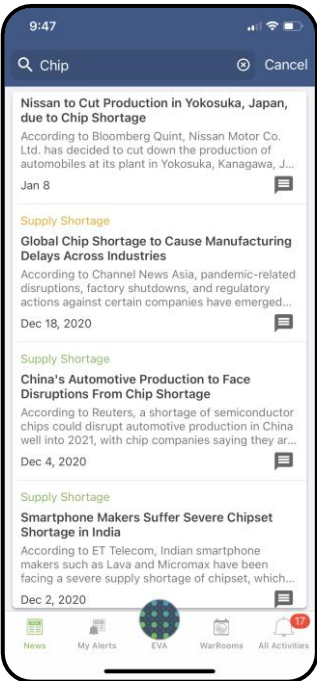 9:47
Chip
Cancel
Nissan to Cut Production in Yokosuka, Japan,
due to Chip Shortage
According to Bloomberg Quint, Nissan Motor Co.
Ltd. has decided to cut down the production of
automobiles at its plant in Yokosuka, Kanagawa, J...
Jan 8
Supply Shortage
Global Chip Shortage to Cause Manufacturing
Delays Across Industries
According to Channel News Asia, pandemic-related
disruptions, factory shutdowns, and regulatory
actions against certain companies have emerged...
Dec 18, 2020
Supply Shortage
China's Automotive Production to Face
Disruptions From Chip Shortage
According to Reuters, a shortage of semiconductor
chips could disrupt automotive production in China
well into 2021, with chip companies saying they ar...
Dec 4, 2020
Supply Shortage
Smartphone Makers Suffer Severe Chipset
Shortage in India
According to ET Telecom, Indian smartphone
makers such as Lava and Micromax have been
facing a severe supply shortage of chipset, which...
Dec 2, 2020
17
News
My Alerts
EVA
WarRooms
All Activities